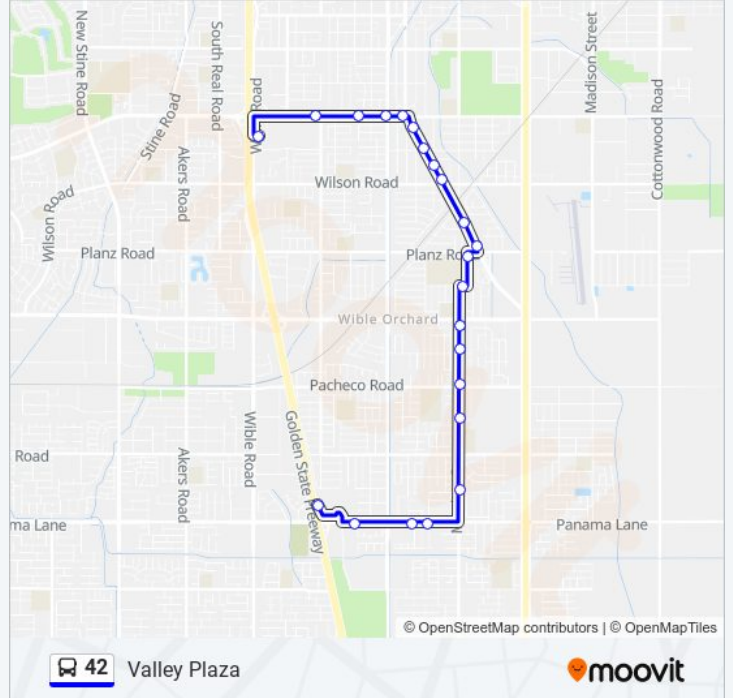 New Stine Road
South Real Road
Road
W
Madison Street
Stine Road
Akers Road
Cottonwood Road
Wilson Road
Wilson Road
Planz Road
Planz Ro
Wible Orchard
Pacheco Road
Golden State Freeway
Wible Road
Akers Road
Road
ma Lane
Panama Lane
© OpenStreetMap contributors | © OpenMapTiles
42 Valley Plaza
moovit